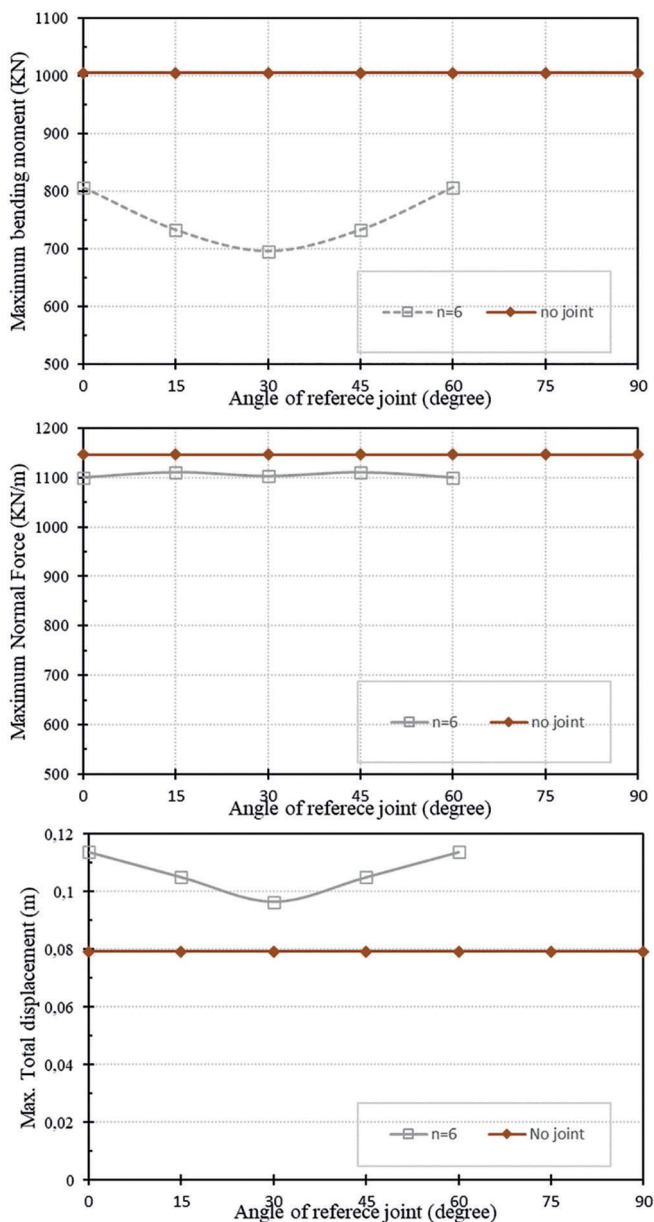 1100
1000
900
800
700
600
500
Maximum bending moment (KN)
n=6 no joint
0 15 30 45 60 75 90
Angle of referece joint (degree)
1200
1100
1000
900
800
700
600
500
Maximum Normal Force (KN/m)
n=6 no joint
0 15 30 45 60 75 90
Angle of referece joint (degree)
0,12
0,1
0,08
0,06
0,04
0,02
0
Max. Total displacement (m)
n=6 No joint
0 15 30 45 60 75 90
Angle of referece joint (degree)